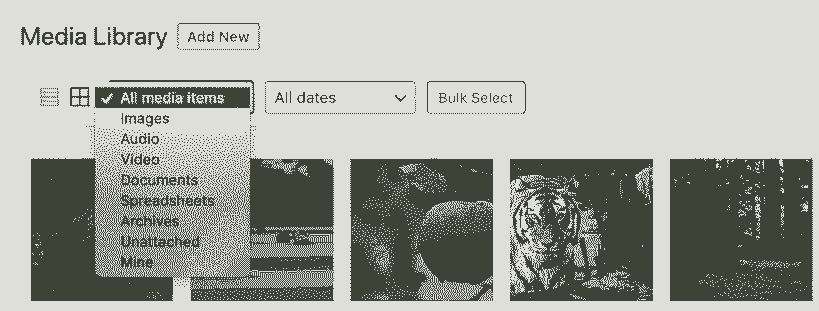 Media Library Add New
All media items All dates Bulk Select
Images
Audio
Video
Documents
Spreadsheets
Archives
Unattached
Mine